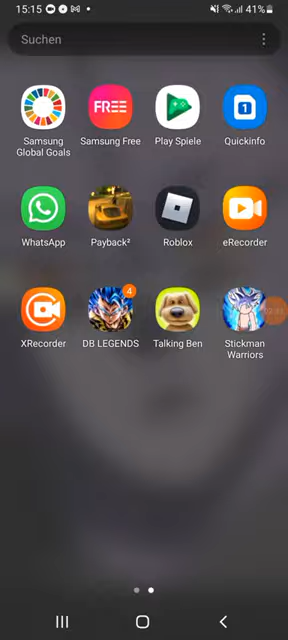 15:15
41%
Suchen
FREE
1
Samsung Global Goals
Samsung Free
Play Spiele
Quickinfo
WhatsApp
Payback²
Roblox
eRecorder
4
XRecorder
DB LEGENDS
Talking Ben
Stickman Warriors